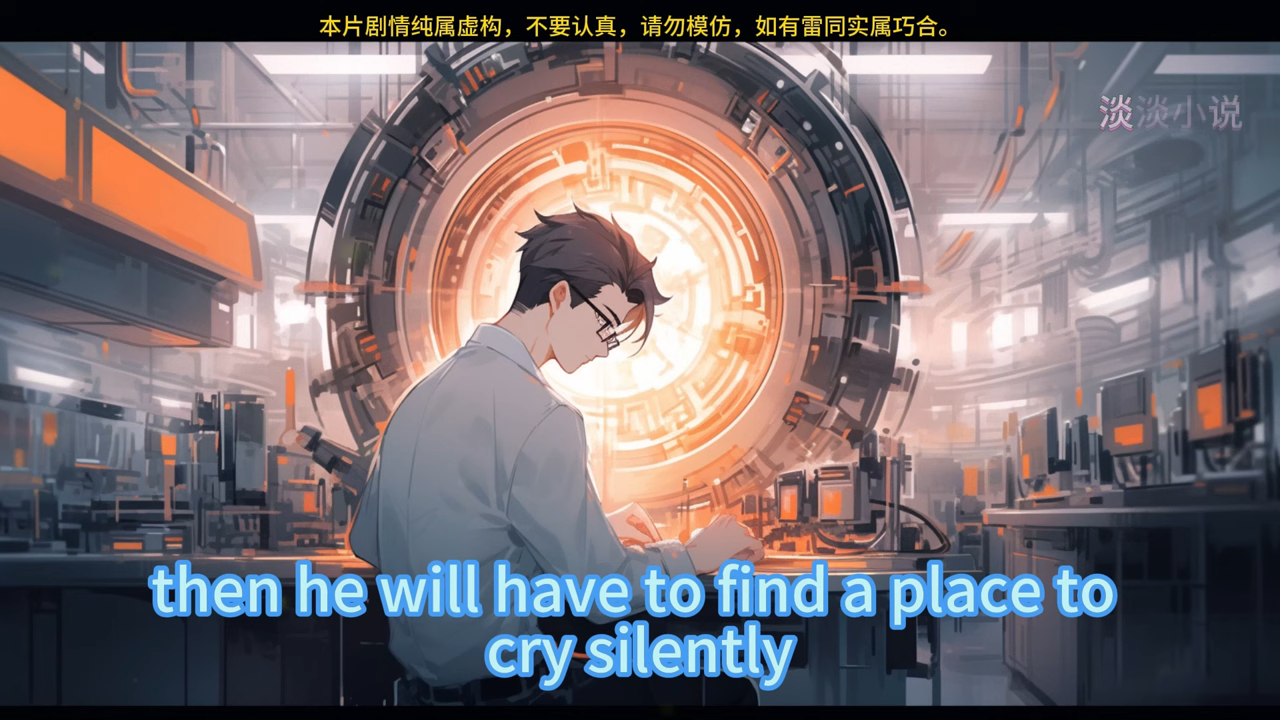 本片剧情纯属虚构，不要认真，请勿模仿，如有雷同实属巧合。
淡淡小说
then he will have to find a place to
cry silently